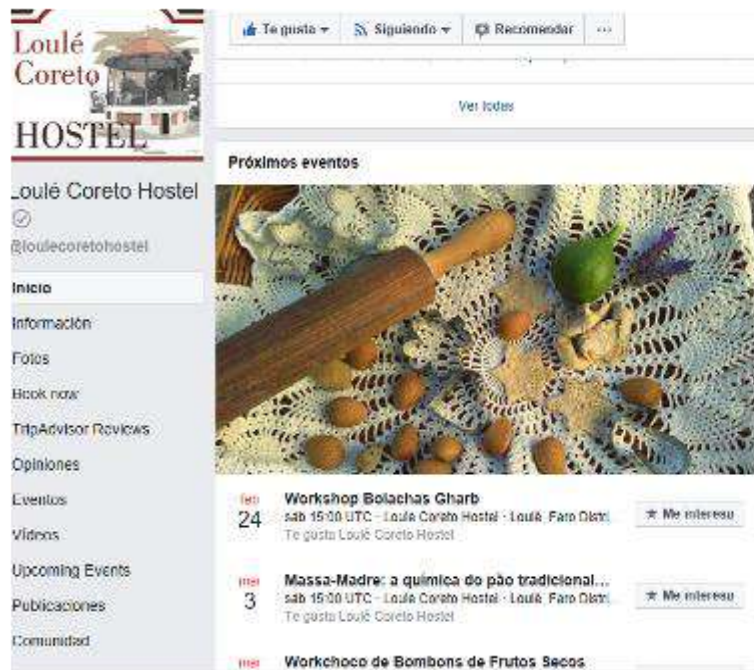 Loulé
Coreto
HOSTEL
Loulé Coreto Hostel
@loulecoretohostel
Inicio
Información
Fotos
Book now
TripAdvisor Reviews
Opiniones
Eventos
Vídeos
Upcoming Events
Publicaciones
Comunidad
Te gusta
Siguiendo
Recomendar
...
Ver todas
Próximos eventos
feb
24
Workshop Bolachas Gharb
sáb 15:00 UTC · Loulé Coreto Hostel · Loulé, Faro Distri...
Te gusta Loulé Coreto Hostel
Me interesa
mar
3
Massa-Madre: a química do pão tradicional...
sáb 15:00 UTC · Loulé Coreto Hostel · Loulé, Faro Distri...
Te gusta Loulé Coreto Hostel
Me interesa
mar
Workchoco de Bombons de Frutos Secos